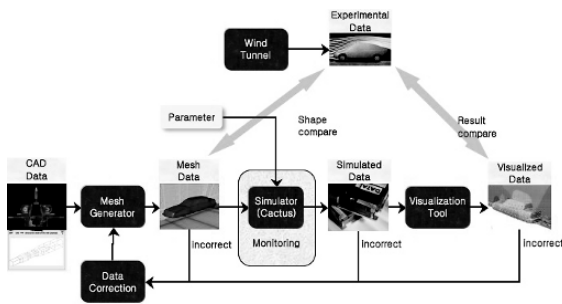 Experimental
Data
Wind
Tunnel
Parameter
Shape
compare
Result
compare
CAD
Data
Mesh
Data
Simulated
Data
Visualized
Data
Mesh
Generator
Simulator
(Cactus)
Visualization
Tool
Monitoring
incorrect
incorrect
incorrect
Data
Correction